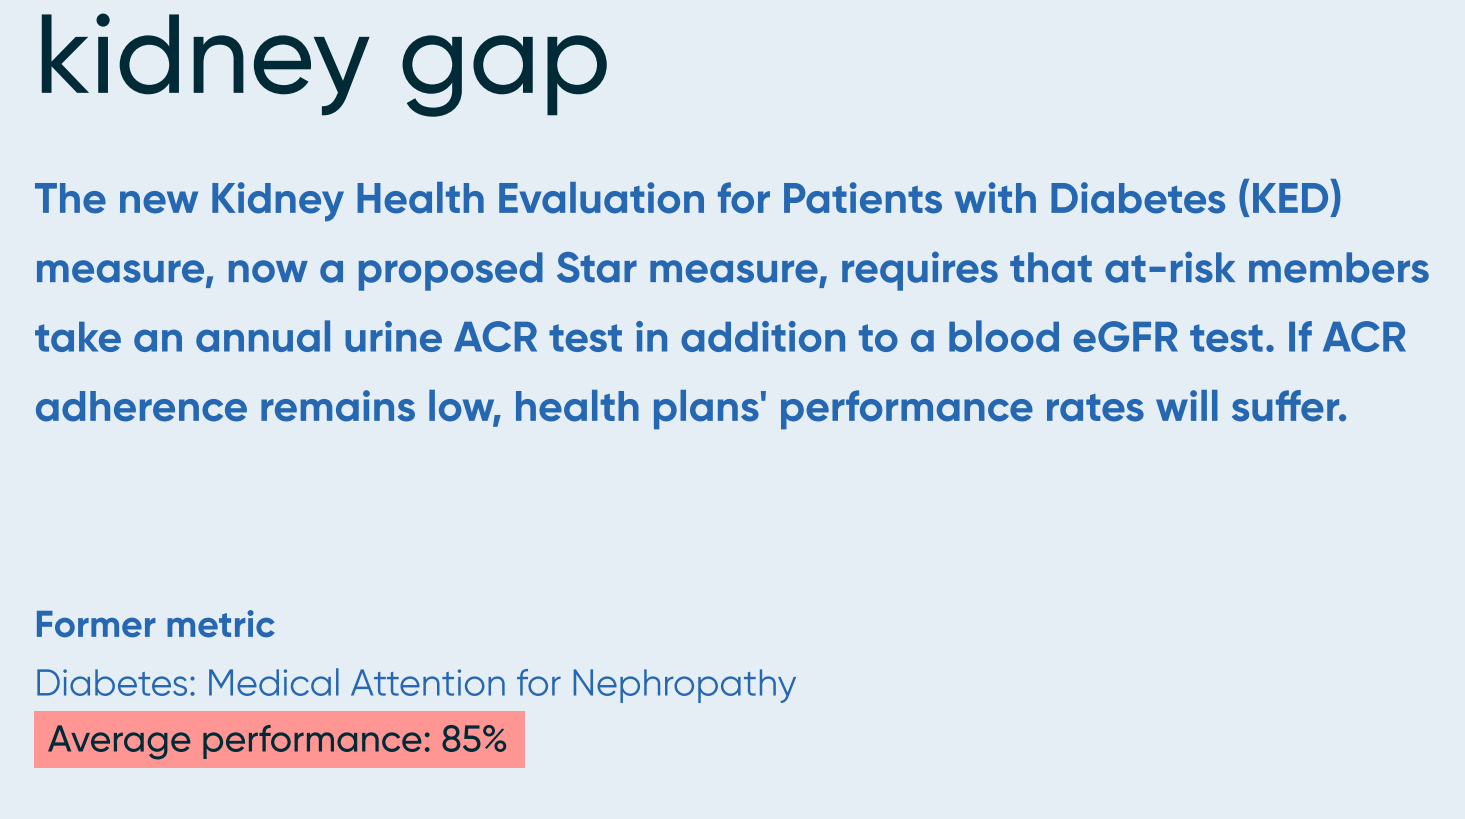 kidney gap
The new Kidney Health Evaluation for Patients with Diabetes (KED)
measure, now a proposed Star measure, requires that at-risk members
take an annual urine ACR test in addition to a blood eGFR test. If ACR
adherence remains low, health plans' performance rates will suffer.
Former metric
Diabetes: Medical Attention for Nephropathy
Average performance: 85%